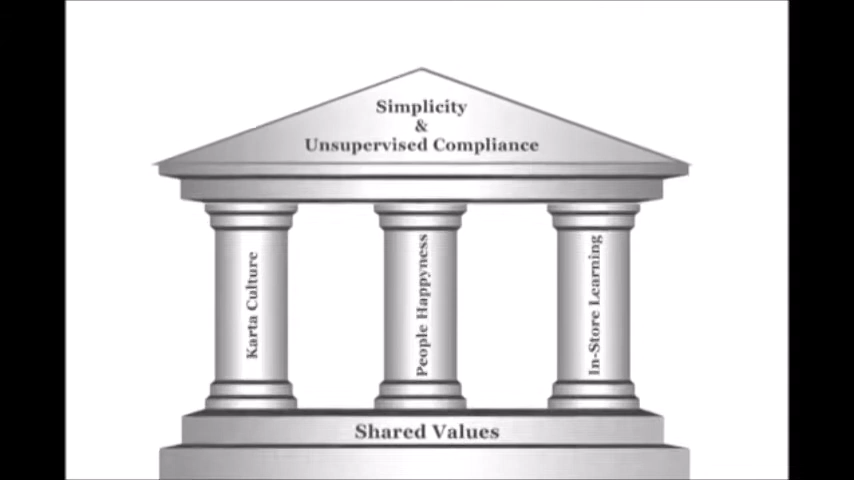 Simplicity
&
Unsupervised Compliance
Karta Culture
People Happyness
In-Store Learning
Shared Values